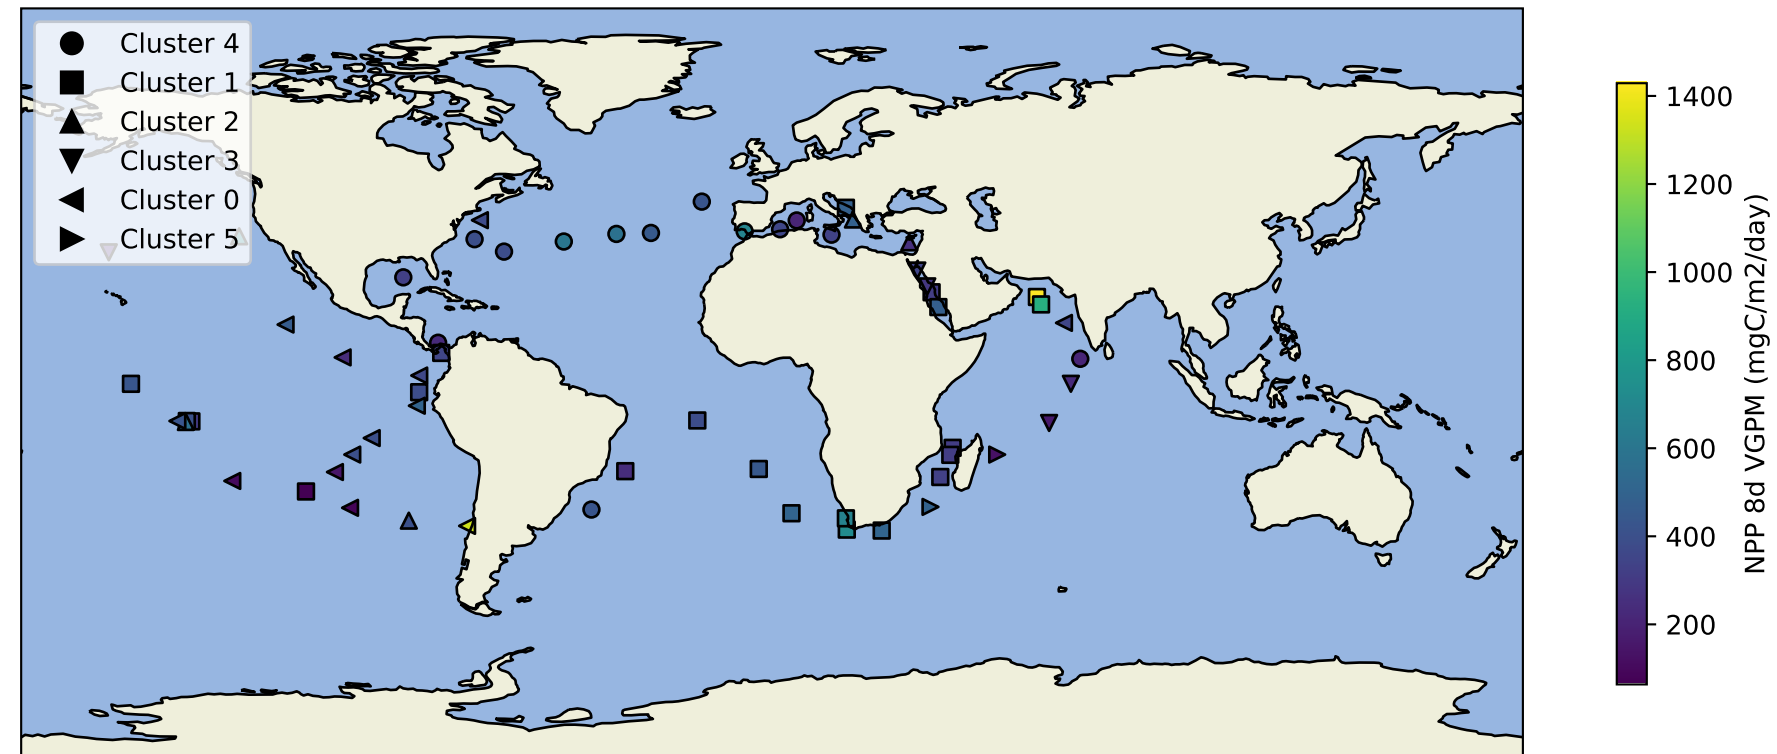 Cluster 4
Cluster 1
Cluster 2
Cluster 3
Cluster 0
Cluster 5
1400
1200
1000
800
600
400
200
NPP 8d VGPM (mgC/m2/day)